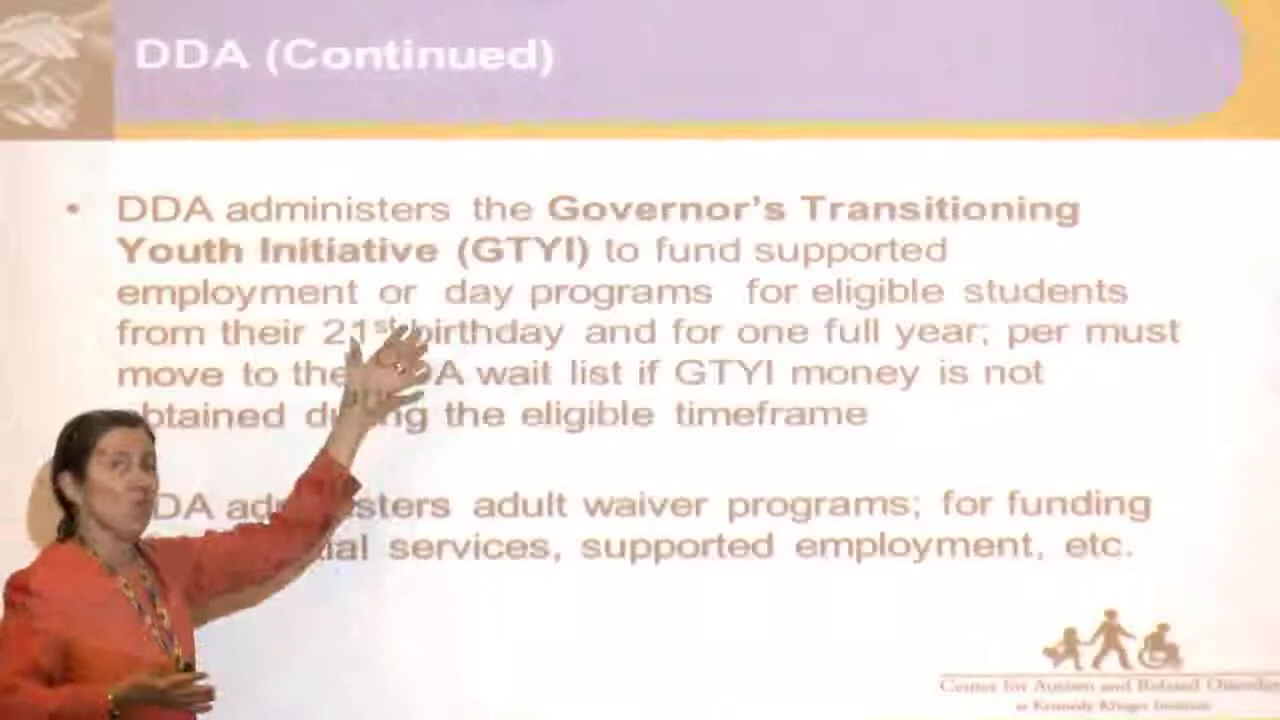 DDA (Continued)
• DDA administers the Governor's Transitioning
Youth Initiative (GTYI) to fund supported
employment or day programs for eligible students
from their 21st birthday and for one full year; per must
move to the DA wait list if GTYI money is not
obtained during the eligible timeframe
DDA administers adult waiver programs; for funding
services, supported employment, etc.
Center for Autism and Related Disorders
at Kennedy Krieger Institute